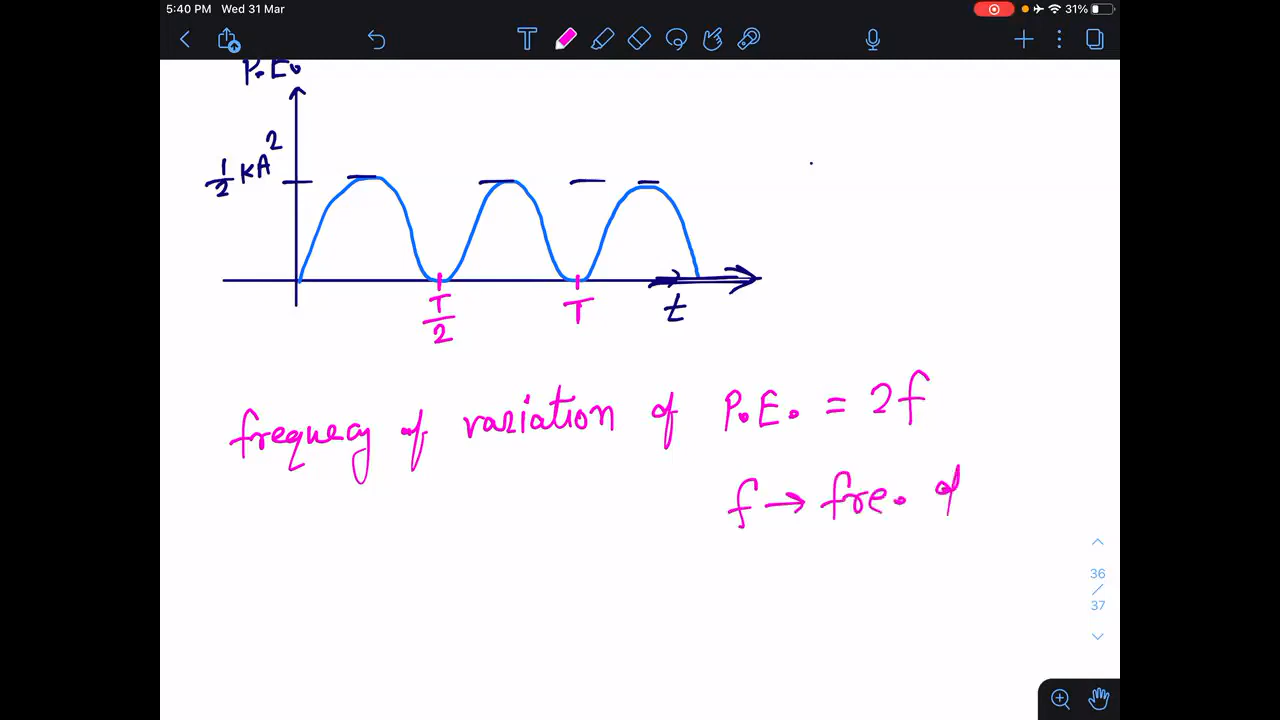 5:40 PM Wed 31 Mar 31%
T
P.E.
1/2 KA²
T/2 T t
frequecy of variation of P.E. = 2f
f → fre. of
36
/
37